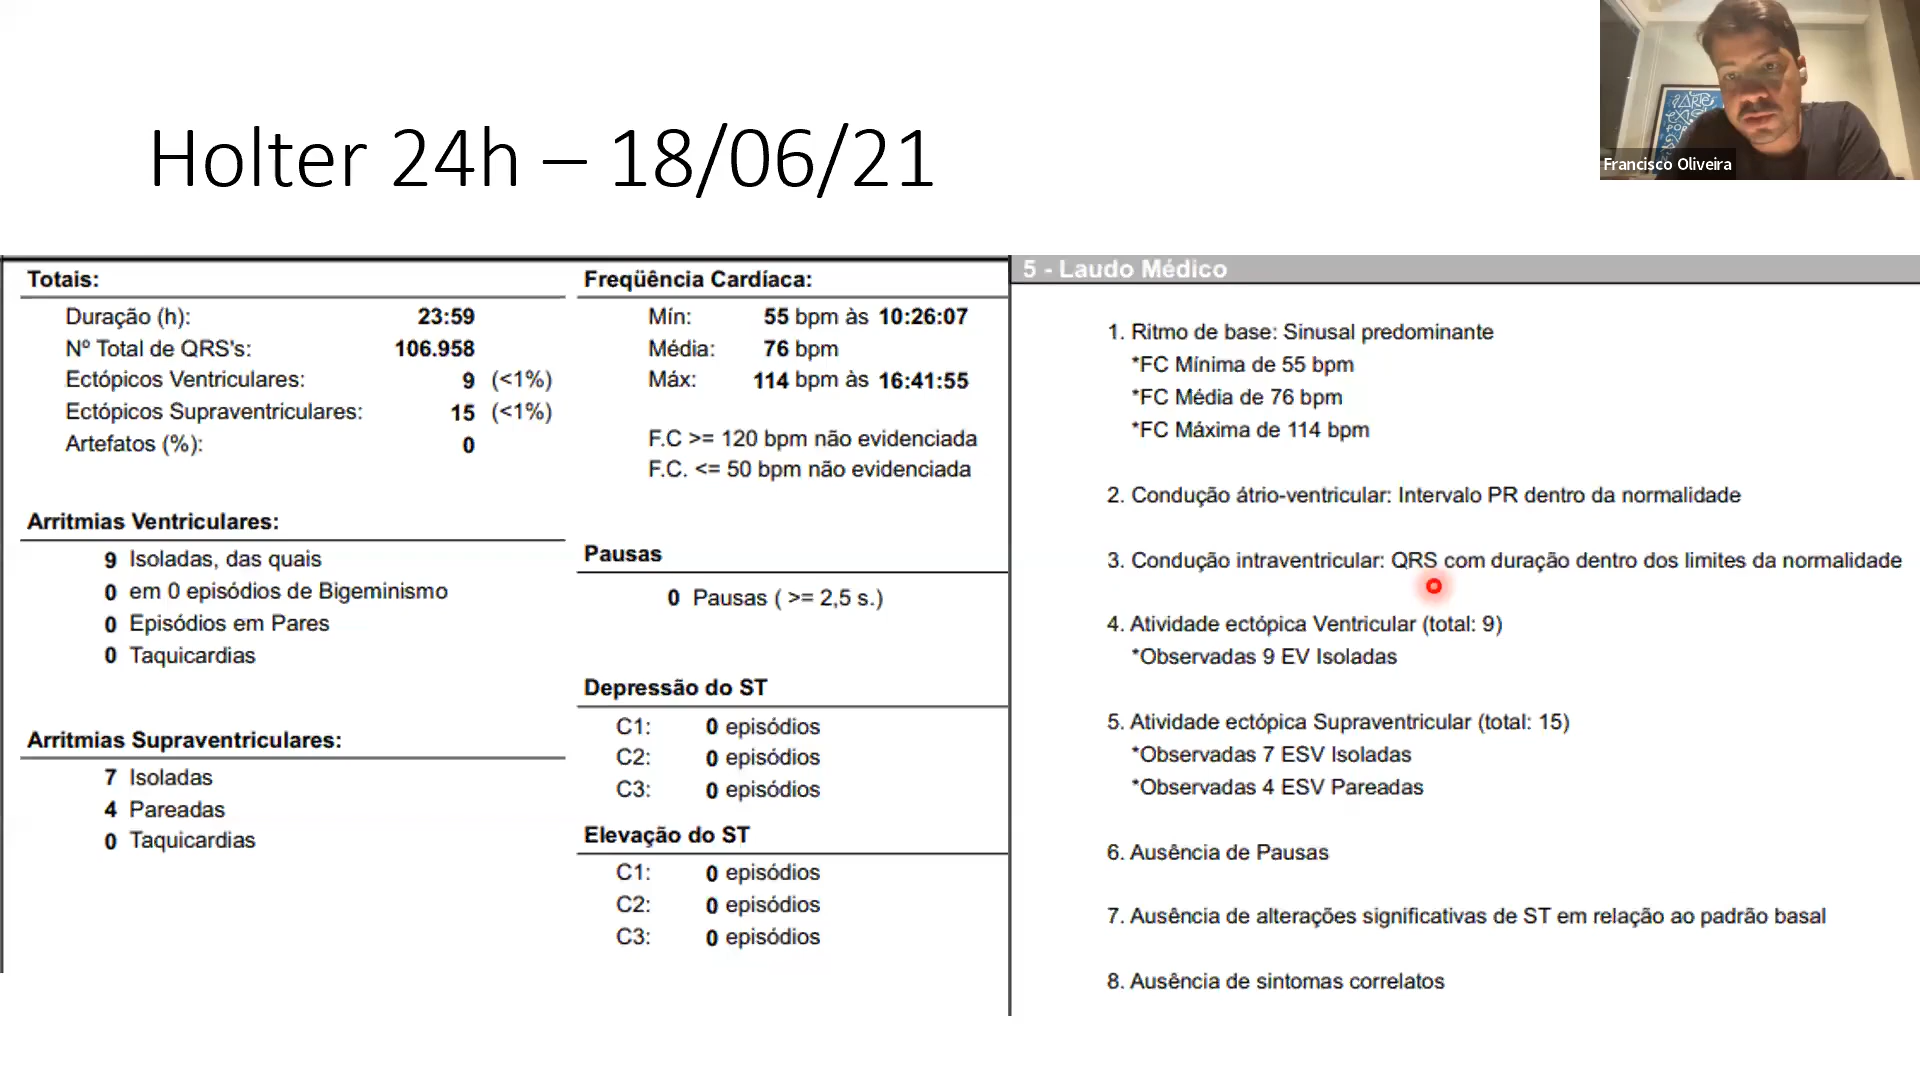 Holter 24h – 18/06/21
Francisco Oliveira
Totais:
Duração (h): 23:59
Nº Total de QRS's: 106.958
Ectópicos Ventriculares: 9 (<1%)
Ectópicos Supraventriculares: 15 (<1%)
Artefatos (%): 0
Arritmias Ventriculares:
9 Isoladas, das quais
0 em 0 episódios de Bigeminismo
0 Episódios em Pares
0 Taquicardias
Arritmias Supraventriculares:
7 Isoladas
4 Pareadas
0 Taquicardias
Freqüência Cardíaca:
Mín: 55 bpm às 10:26:07
Média: 76 bpm
Máx: 114 bpm às 16:41:55
F.C >= 120 bpm não evidenciada
F.C. <= 50 bpm não evidenciada
Pausas
0 Pausas ( >= 2,5 s.)
Depressão do ST
C1: 0 episódios
C2: 0 episódios
C3: 0 episódios
Elevação do ST
C1: 0 episódios
C2: 0 episódios
C3: 0 episódios
5 - Laudo Médico
1. Ritmo de base: Sinusal predominante
*FC Mínima de 55 bpm
*FC Média de 76 bpm
*FC Máxima de 114 bpm
2. Condução átrio-ventricular: Intervalo PR dentro da normalidade
3. Condução intraventricular: QRS com duração dentro dos limites da normalidade
4. Atividade ectópica Ventricular (total: 9)
*Observadas 9 EV Isoladas
5. Atividade ectópica Supraventricular (total: 15)
*Observadas 7 ESV Isoladas
*Observadas 4 ESV Pareadas
6. Ausência de Pausas
7. Ausência de alterações significativas de ST em relação ao padrão basal
8. Ausência de sintomas correlatos